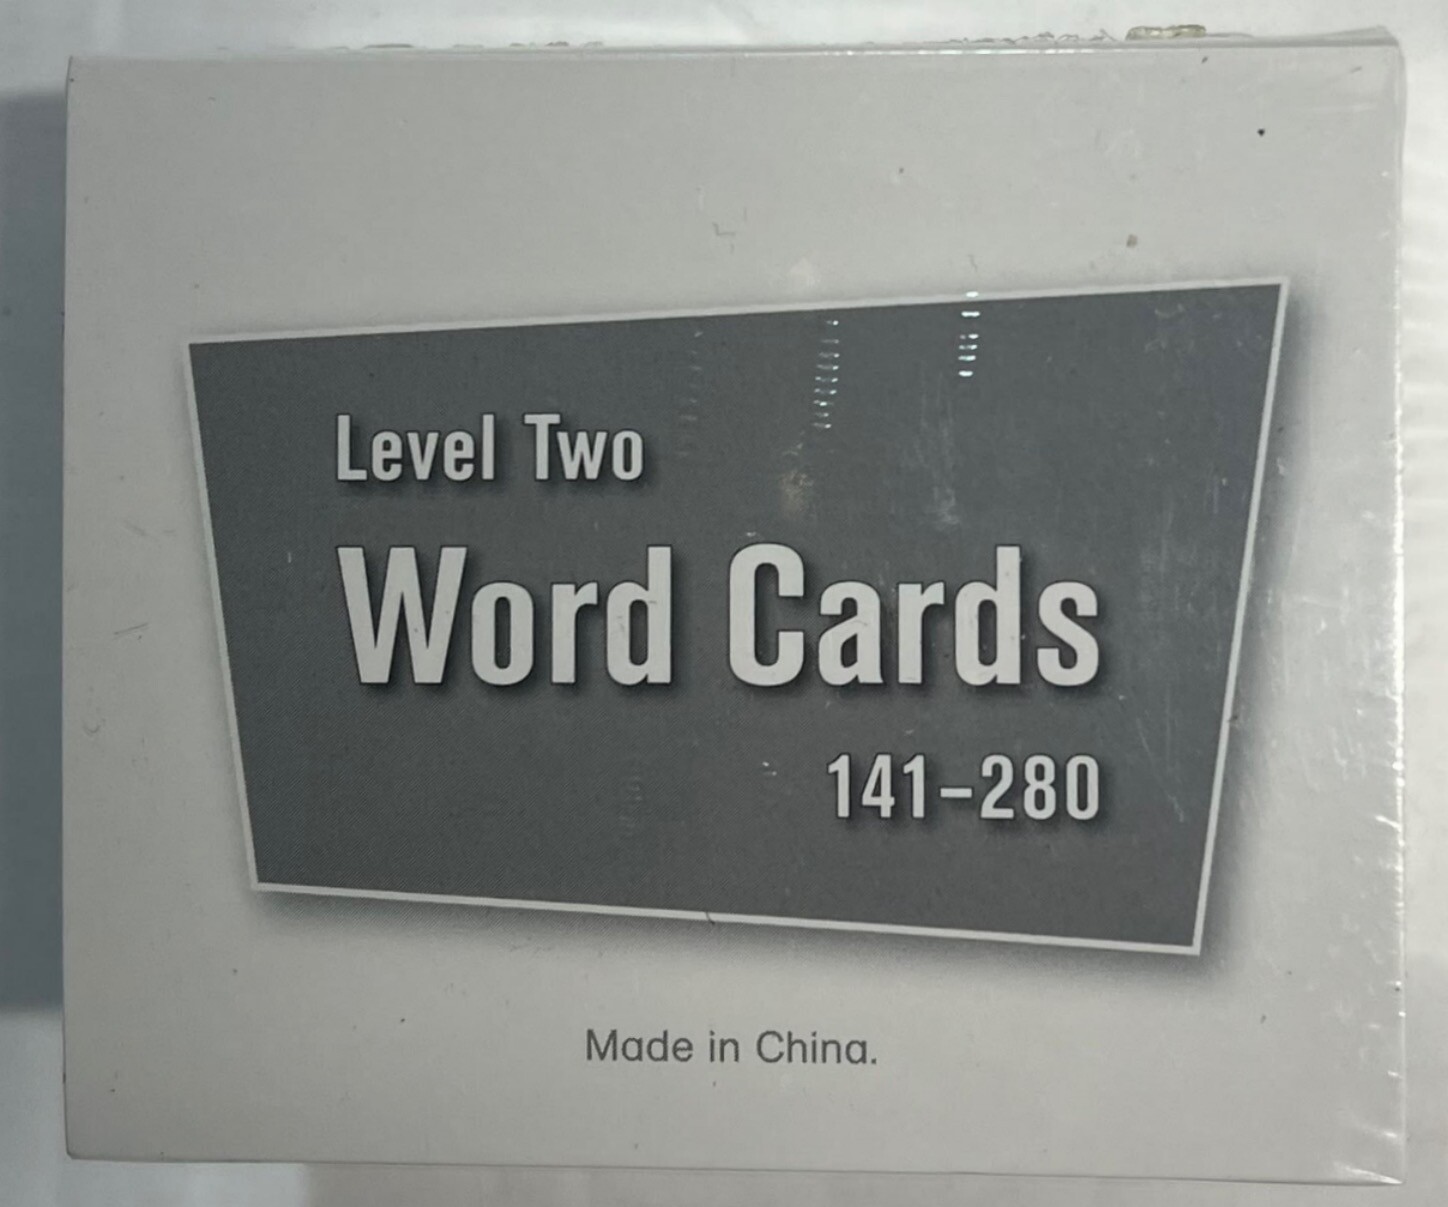 Level Two
Word Cards
141–280
Made in China.